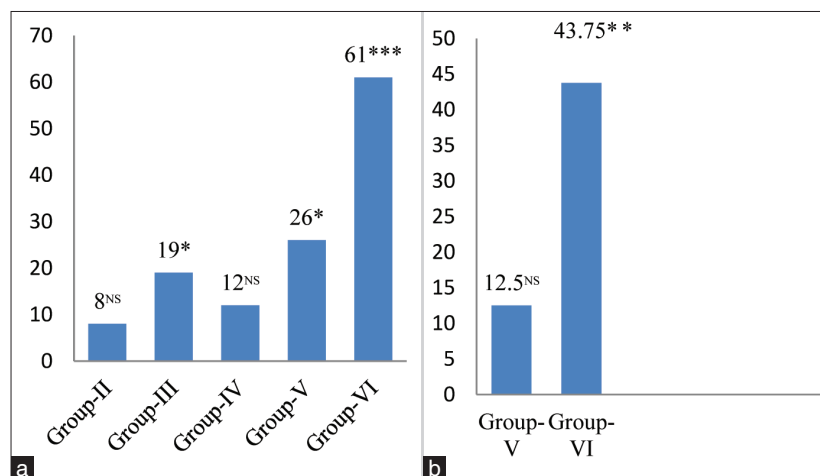 70
60
50
40
30
20
10
0
8NS
19*
12NS
26*
61***
Group-II
Group-III
Group-IV
Group-V
Group-VI
a
50
45
40
35
30
25
20
15
10
5
0
12.5NS
43.75**
Group-
V
Group-
VI
b